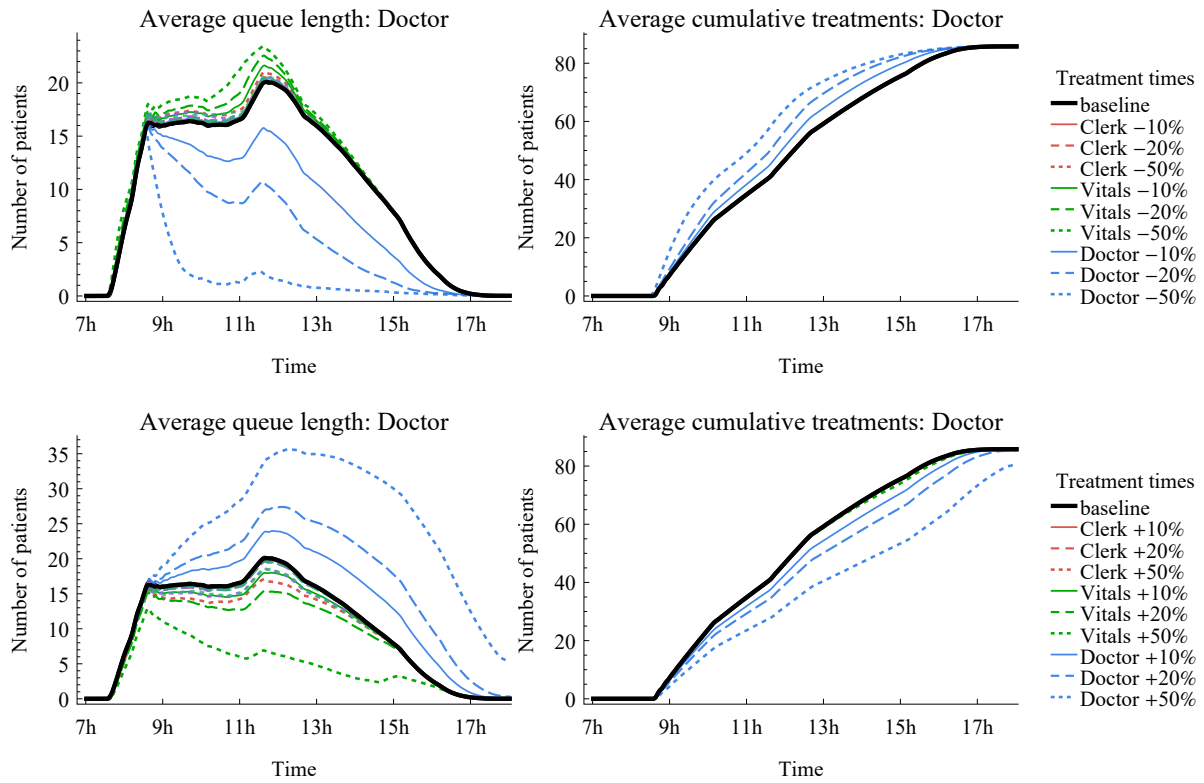 Average queue length: Doctor
Number of patients
20
15
10
5
0
7h 9h 11h 13h 15h 17h
Time
Average cumulative treatments: Doctor
Number of patients
80
60
40
20
0
7h 9h 11h 13h 15h 17h
Time
Treatment times
baseline
Clerk −10%
Clerk −20%
Clerk −50%
Vitals −10%
Vitals −20%
Vitals −50%
Doctor −10%
Doctor −20%
Doctor −50%
Average queue length: Doctor
Number of patients
35
30
25
20
15
10
5
0
7h 9h 11h 13h 15h 17h
Time
Average cumulative treatments: Doctor
Number of patients
80
60
40
20
0
7h 9h 11h 13h 15h 17h
Time
Treatment times
baseline
Clerk +10%
Clerk +20%
Clerk +50%
Vitals +10%
Vitals +20%
Vitals +50%
Doctor +10%
Doctor +20%
Doctor +50%